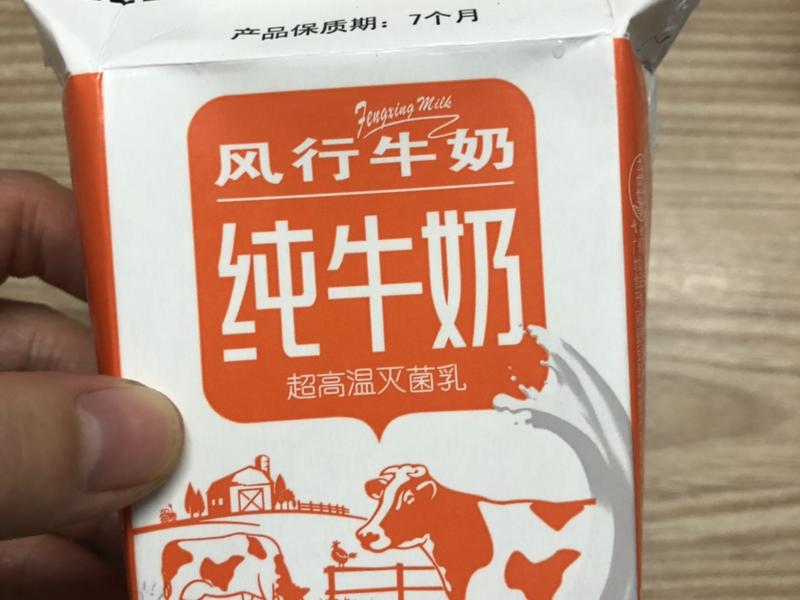 产品保质期：7个月
Fengxing Milk
风行牛奶
纯牛奶
超高温灭菌乳